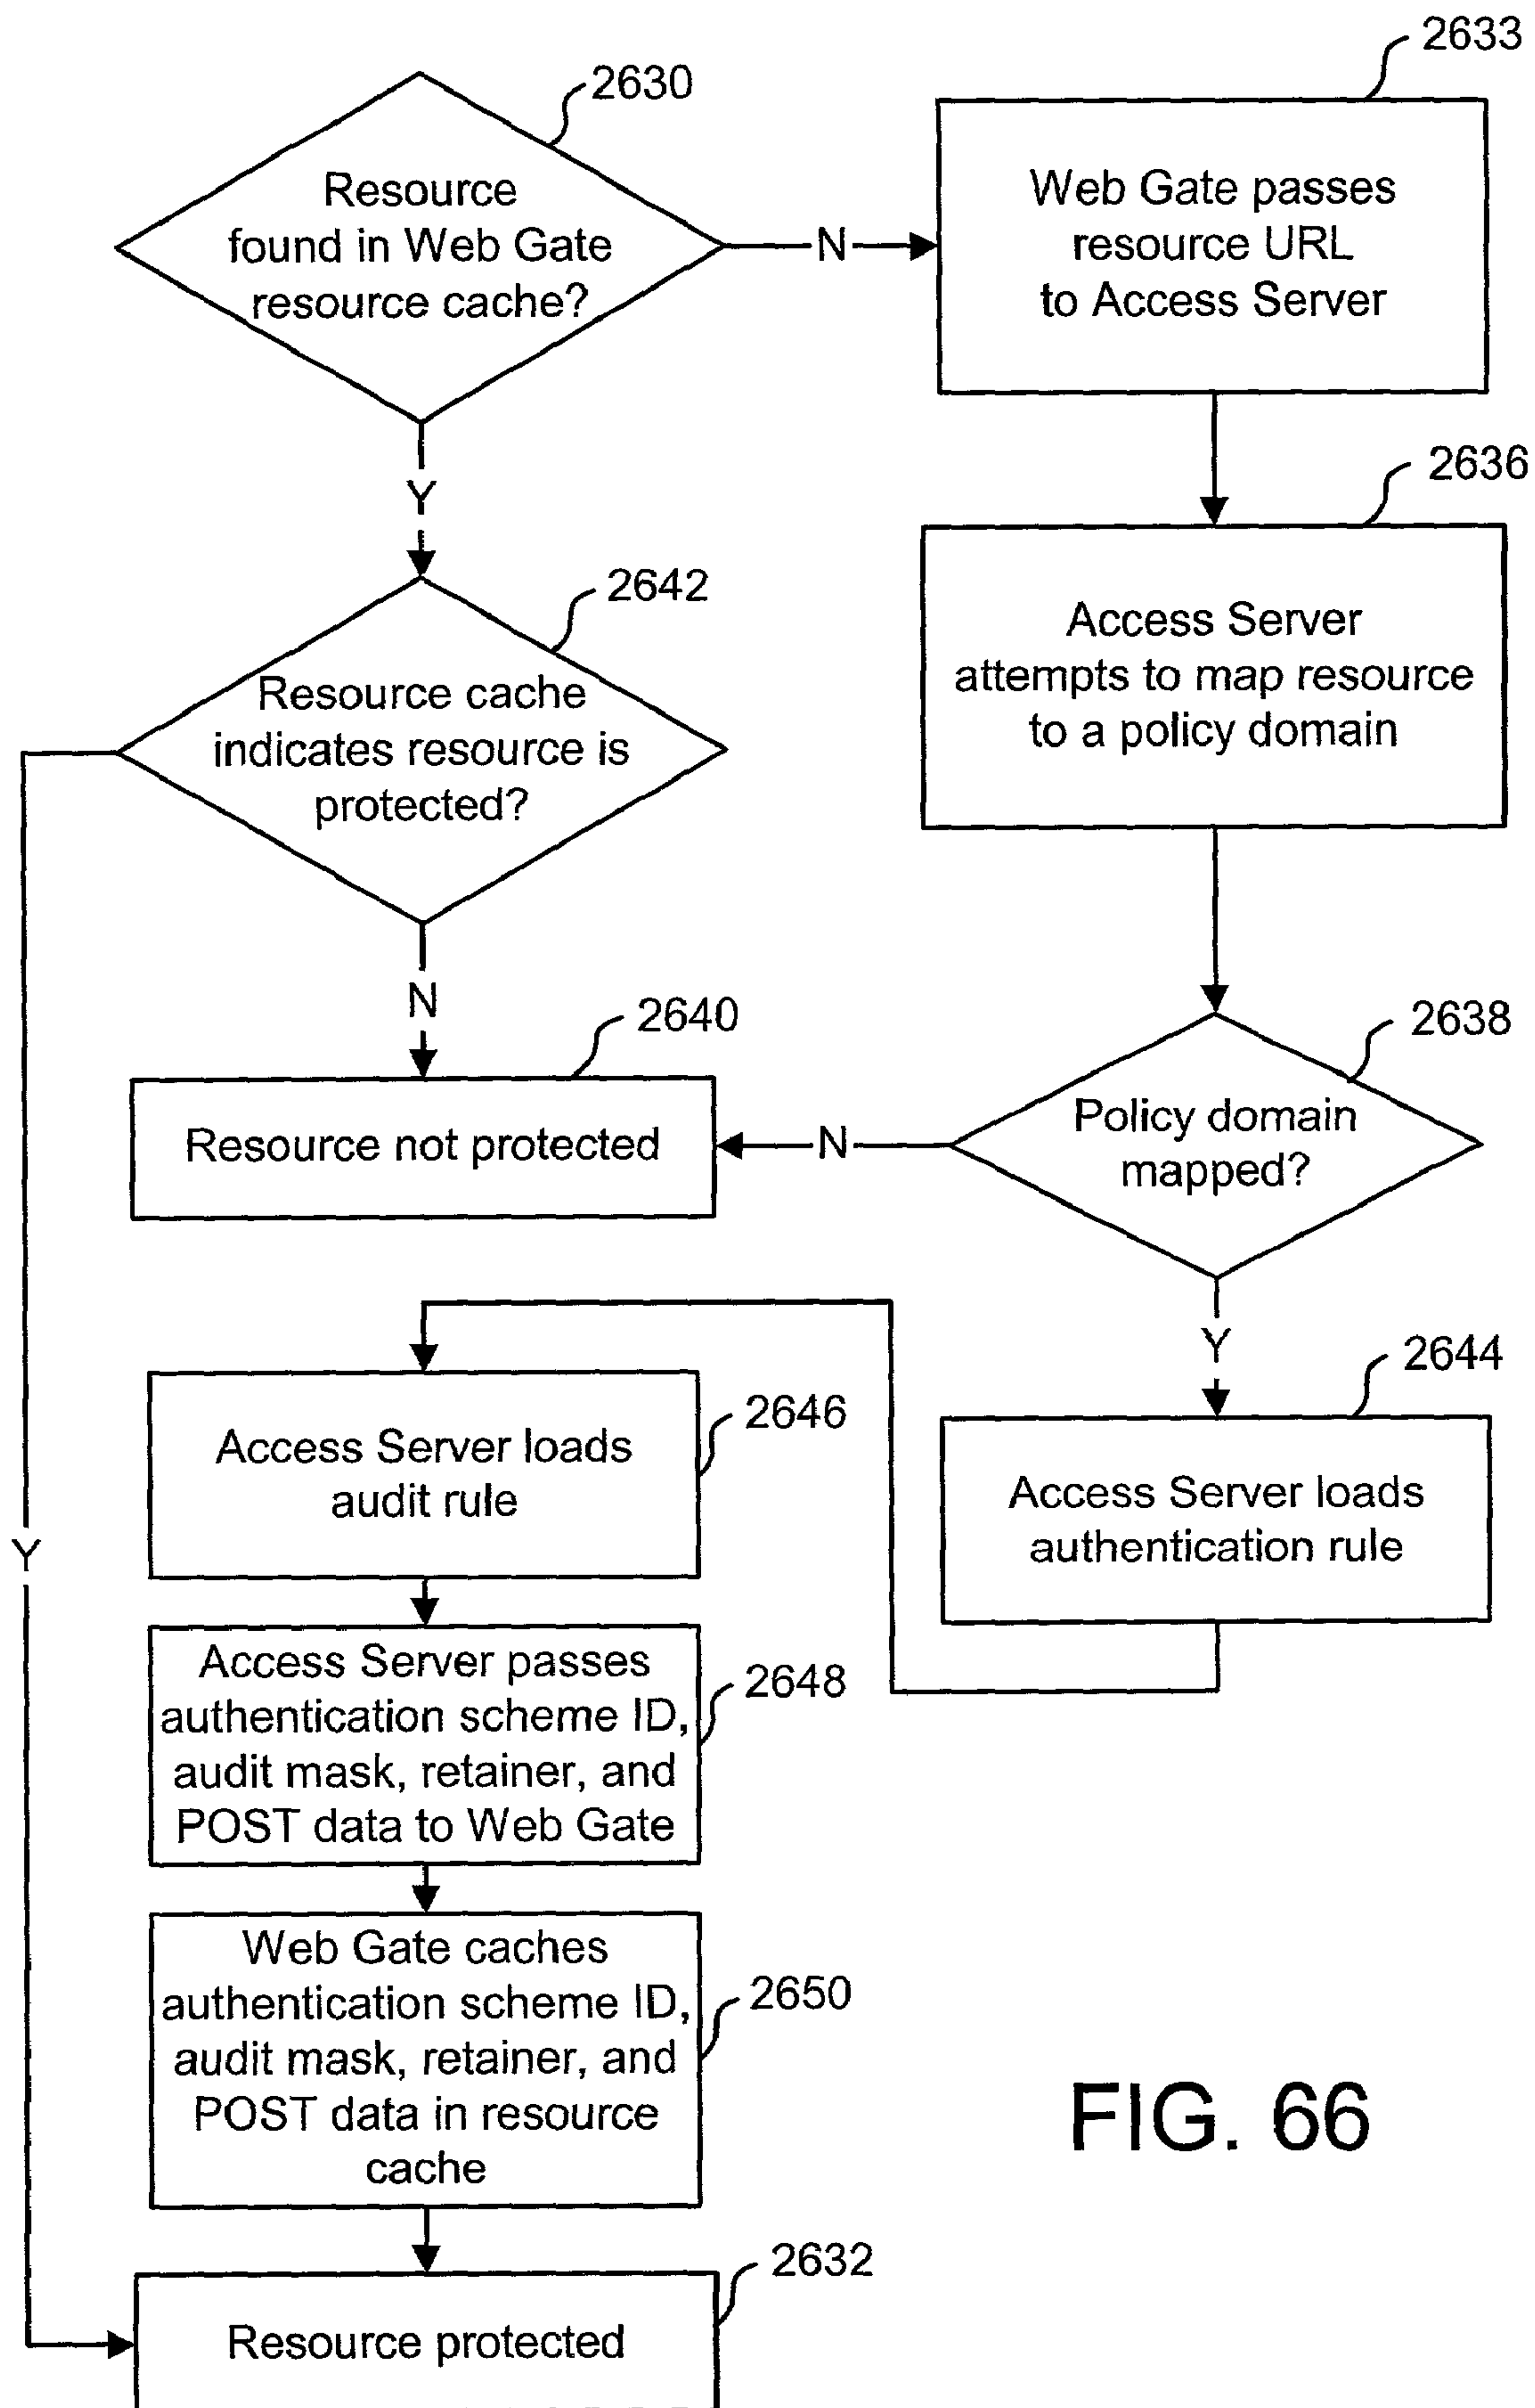 2630
Resource
found in Web Gate
resource cache?
N
2633
Web Gate passes
resource URL
to Access Server
Y
2636
Access Server
attempts to map resource
to a policy domain
2642
Resource cache
indicates resource is
protected?
N
2640
Resource not protected
N
2638
Policy domain
mapped?
Y
2644
Access Server loads
authentication rule
2646
Access Server loads
audit rule
Y
2648
Access Server passes
authentication scheme ID,
audit mask, retainer, and
POST data to Web Gate
2650
Web Gate caches
authentication scheme ID,
audit mask, retainer, and
POST data in resource
cache
2632
Resource protected
FIG. 66